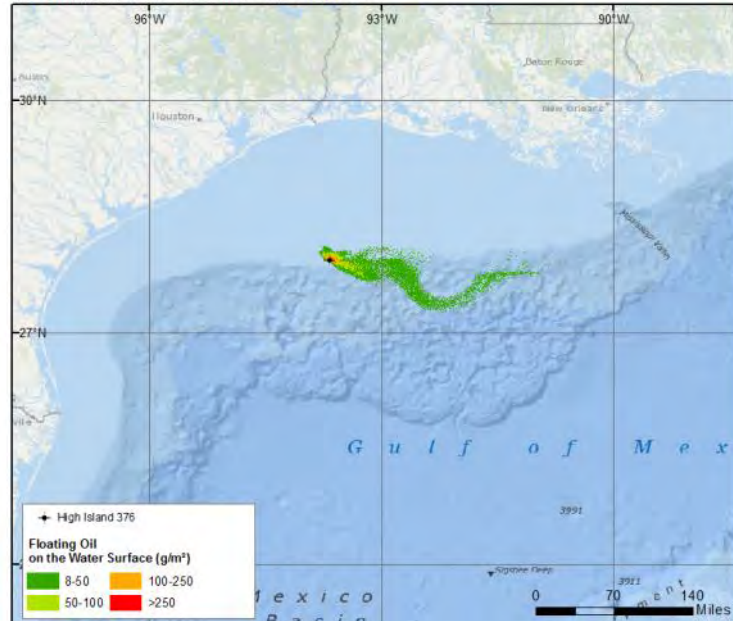 96°W 93°W 90°W
Austin
Baton Rouge
30°N
Houston
New Orleans
27°N
ville
Gulf of Mex
3991
Sigsbee Deep
3911
Mexico
Basin
High Island 376
Floating Oil
on the Water Surface (g/m²)
8-50 100-250
50-100 >250
0 70 140
Miles